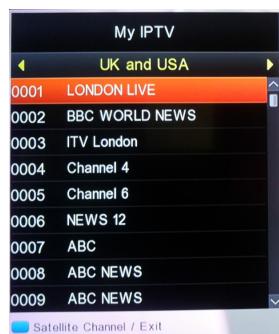 My IPTV
UK and USA
0001 LONDON LIVE
0002 BBC WORLD NEWS
0003 ITV London
0004 Channel 4
0005 Channel 6
0006 NEWS 12
0007 ABC
0008 ABC NEWS
0009 ABC NEWS
Satellite Channel / Exit